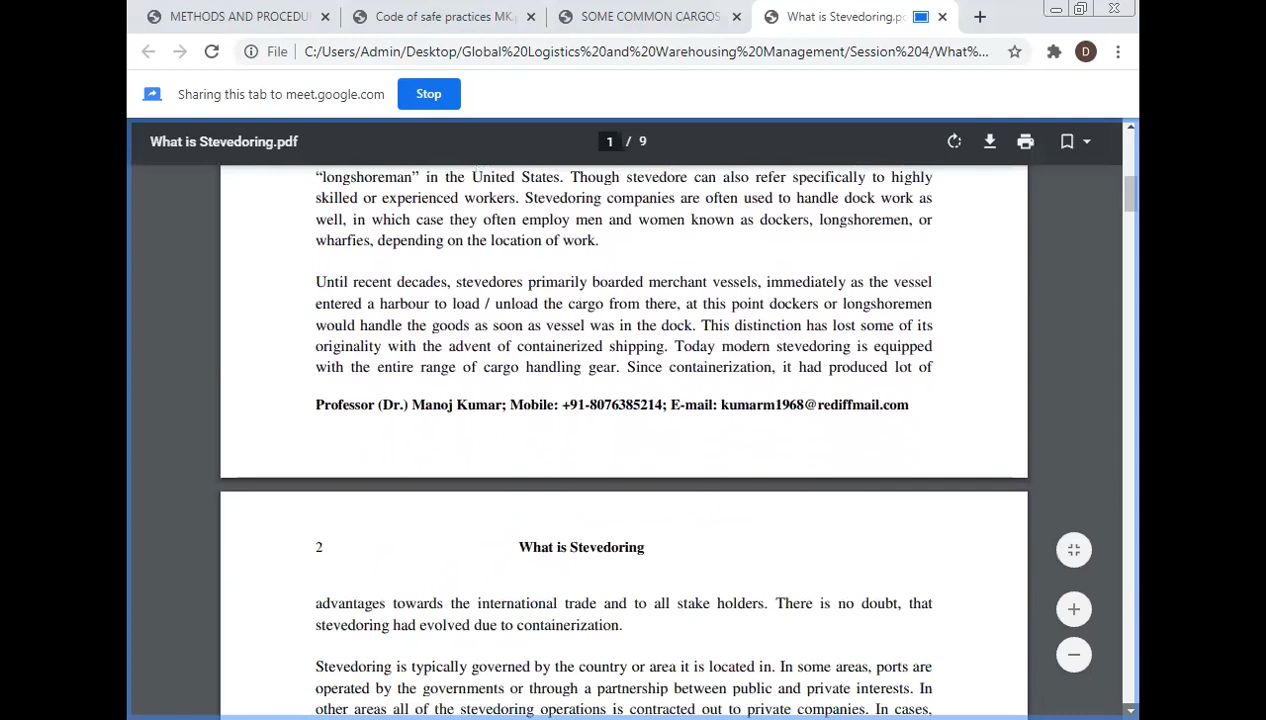 METHODS AND PROCEDU
Code of safe practices MK.
SOME COMMON CARGOS
What is Stevedoring.pd
File
C:/Users/Admin/Desktop/Global%20Logistics%20and%20Warehousing%20Management/Session%204/What%...
D
Sharing this tab to meet.google.com
Stop
What is Stevedoring.pdf
1 / 9
“longshoreman” in the United States. Though stevedore can also refer specifically to highly
skilled or experienced workers. Stevedoring companies are often used to handle dock work as
well, in which case they often employ men and women known as dockers, longshoremen, or
wharfies, depending on the location of work.
Until recent decades, stevedores primarily boarded merchant vessels, immediately as the vessel
entered a harbour to load / unload the cargo from there, at this point dockers or longshoremen
would handle the goods as soon as vessel was in the dock. This distinction has lost some of its
originality with the advent of containerized shipping. Today modern stevedoring is equipped
with the entire range of cargo handling gear. Since containerization, it had produced lot of
Professor (Dr.) Manoj Kumar; Mobile: +91-8076385214; E-mail: kumarm1968@rediffmail.com
2 What is Stevedoring
advantages towards the international trade and to all stake holders. There is no doubt, that
stevedoring had evolved due to containerization.
Stevedoring is typically governed by the country or area it is located in. In some areas, ports are
operated by the governments or through a partnership between public and private interests. In
other areas all of the stevedoring operations is contracted out to private companies. In cases,